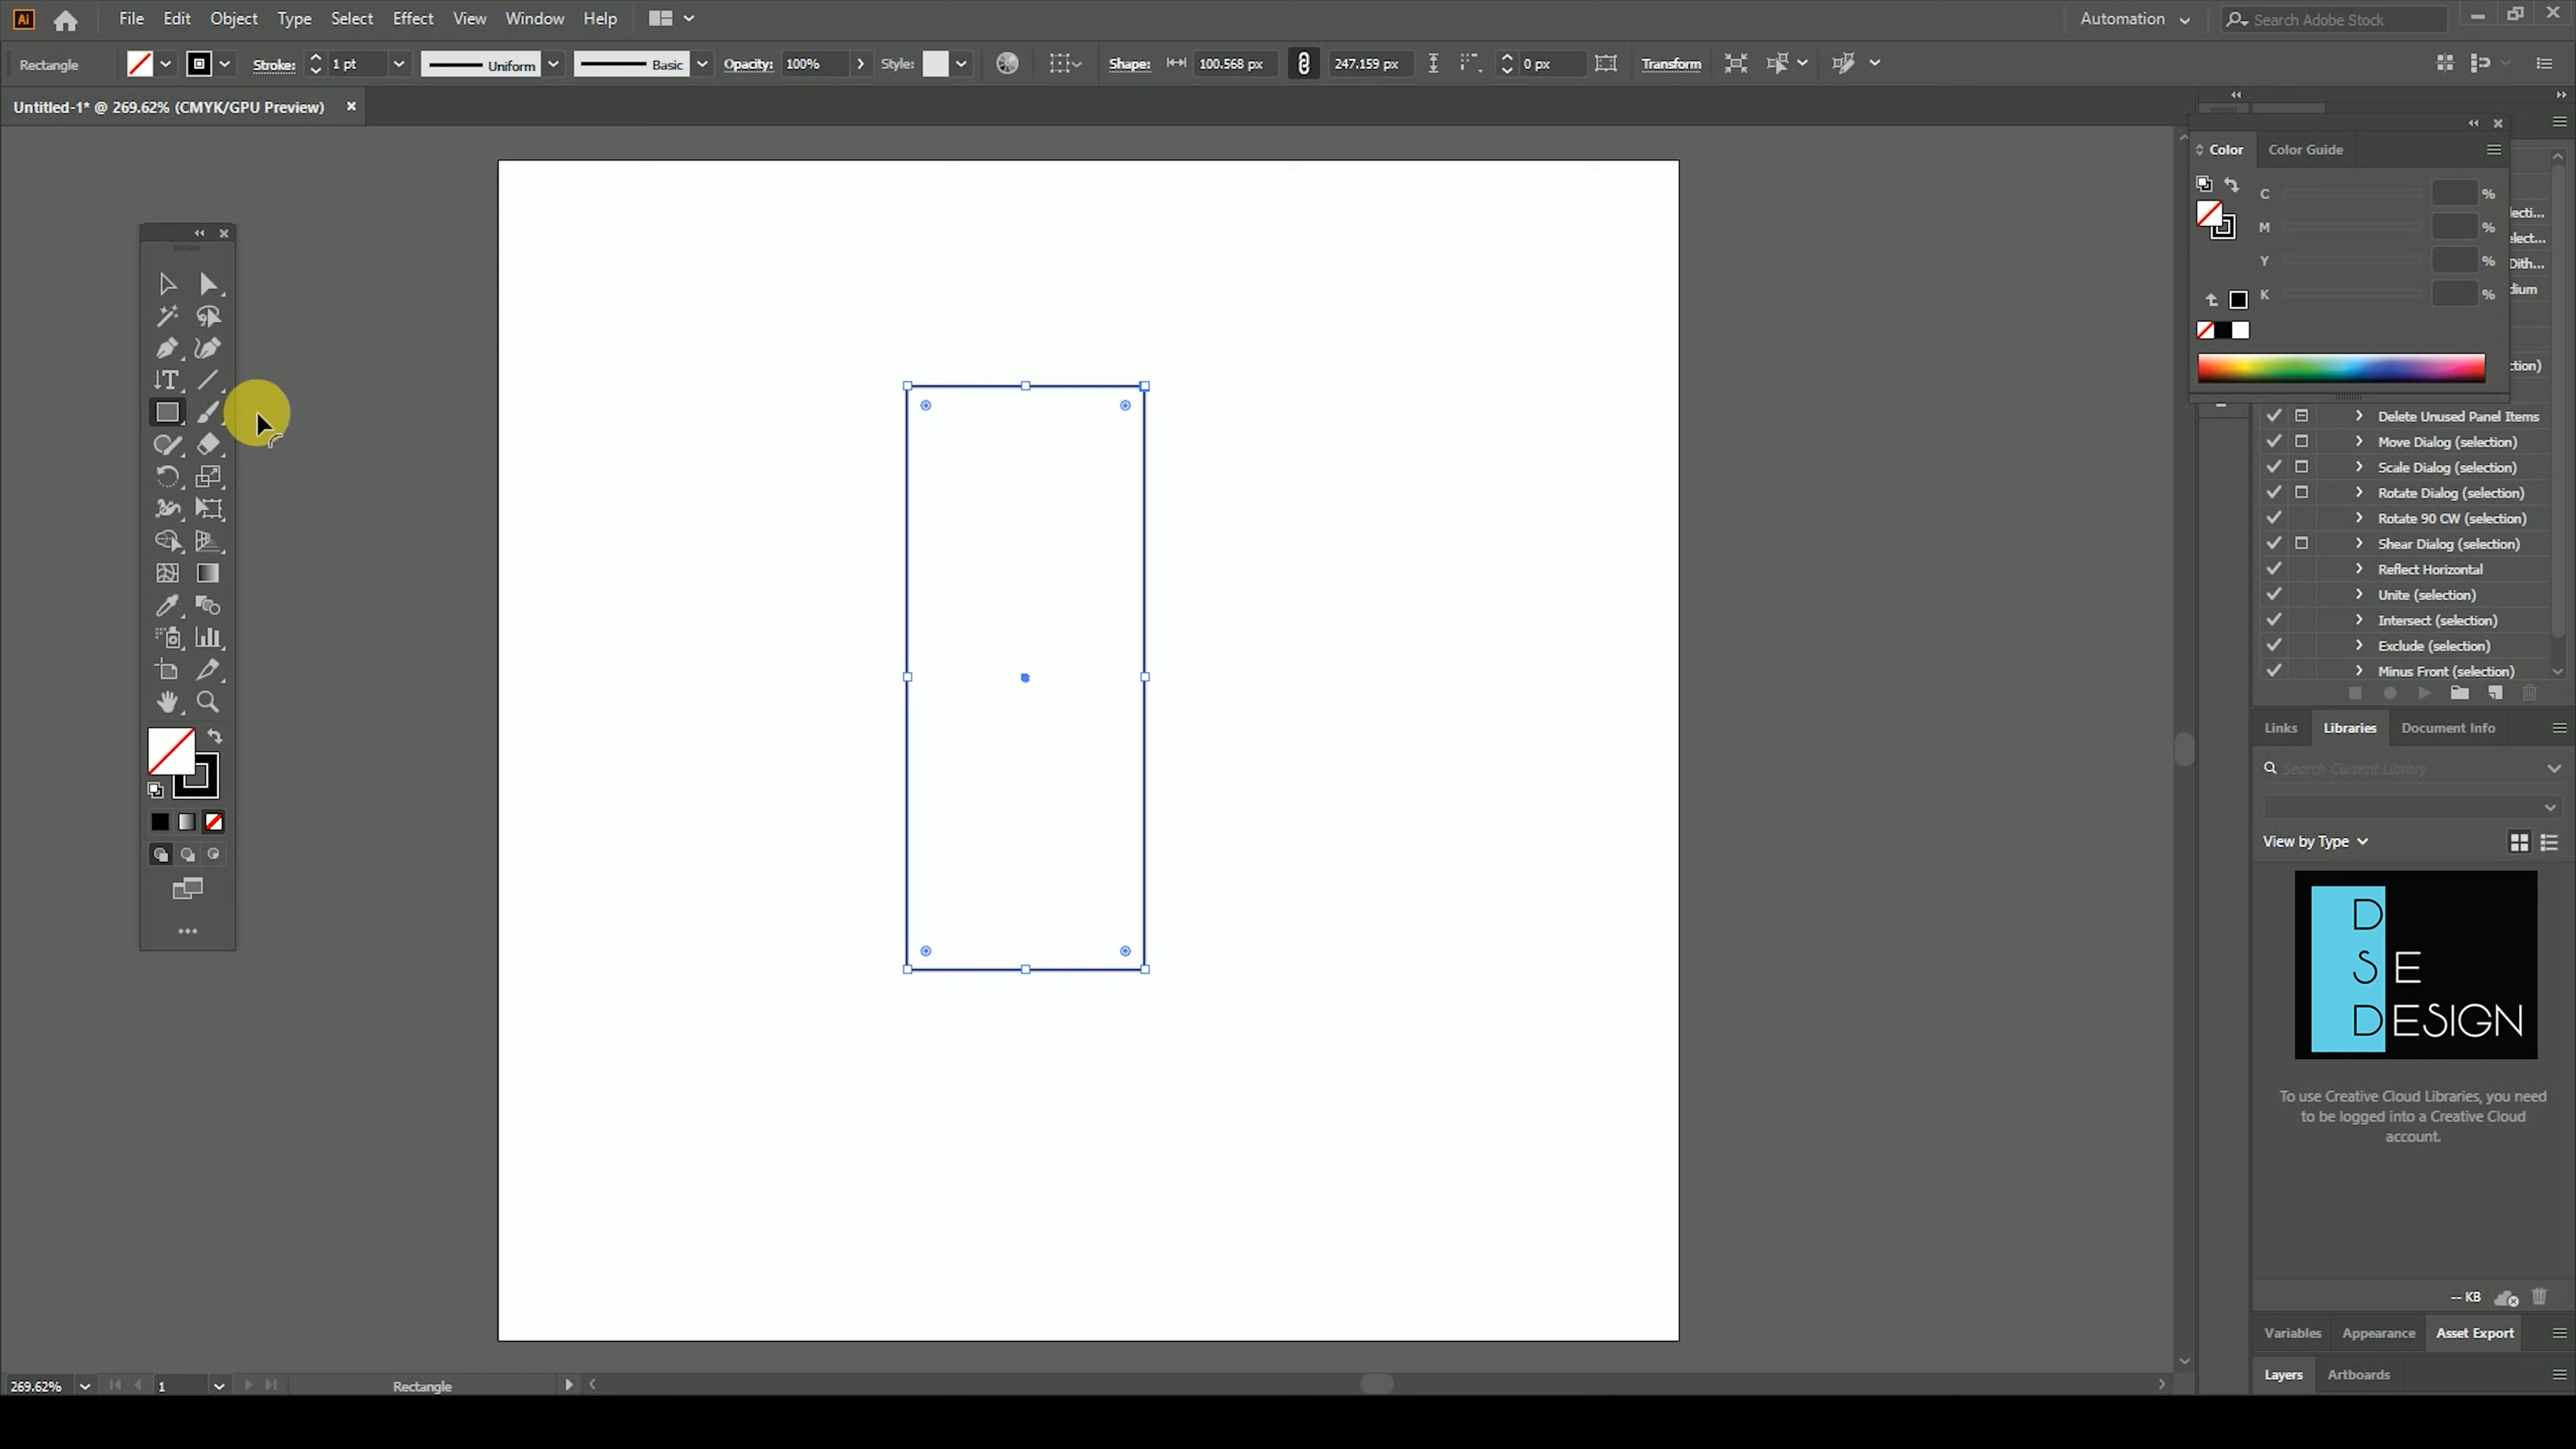 Ai File Edit Object Type Select Effect View Window Help Automation Search Adobe Stock
Rectangle Stroke: 1 pt Uniform Basic Opacity: 100% Style: Shape: 100.568 px 247.159 px 0 px Transform
Untitled-1* @ 269.62% (CMYK/GPU Preview)
Color Color Guide
C %
M %
Y %
K %
Delete Unused Panel Items
Move Dialog (selection)
Scale Dialog (selection)
Rotate Dialog (selection)
Rotate 90 CW (selection)
Shear Dialog (selection)
Reflect Horizontal
Unite (selection)
Intersect (selection)
Exclude (selection)
Minus Front (selection)
Links Libraries Document Info
Search Current Library
View by Type
D
S E
DESIGN
To use Creative Cloud Libraries, you need
to be logged into a Creative Cloud
account.
-- KB
Variables Appearance Asset Export
Layers Artboards
269.62% 1 Rectangle